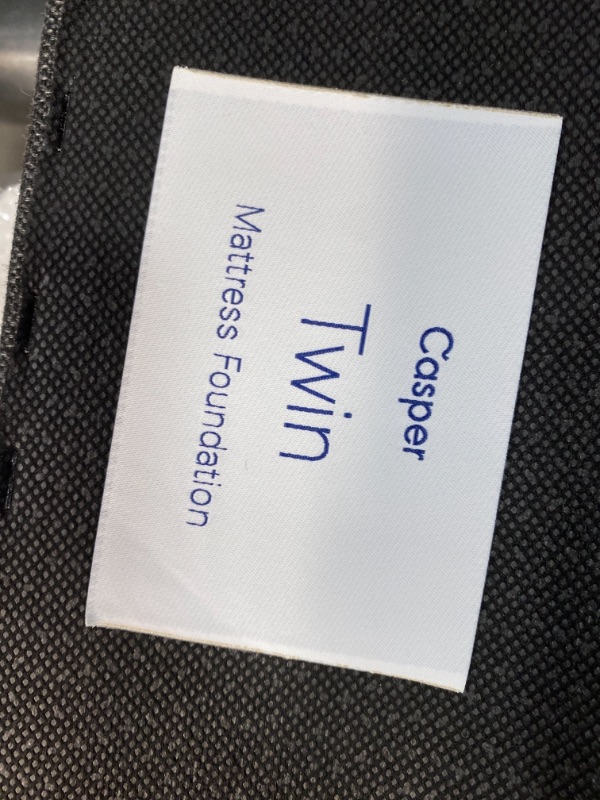 Casper
Twin
Mattress Foundation